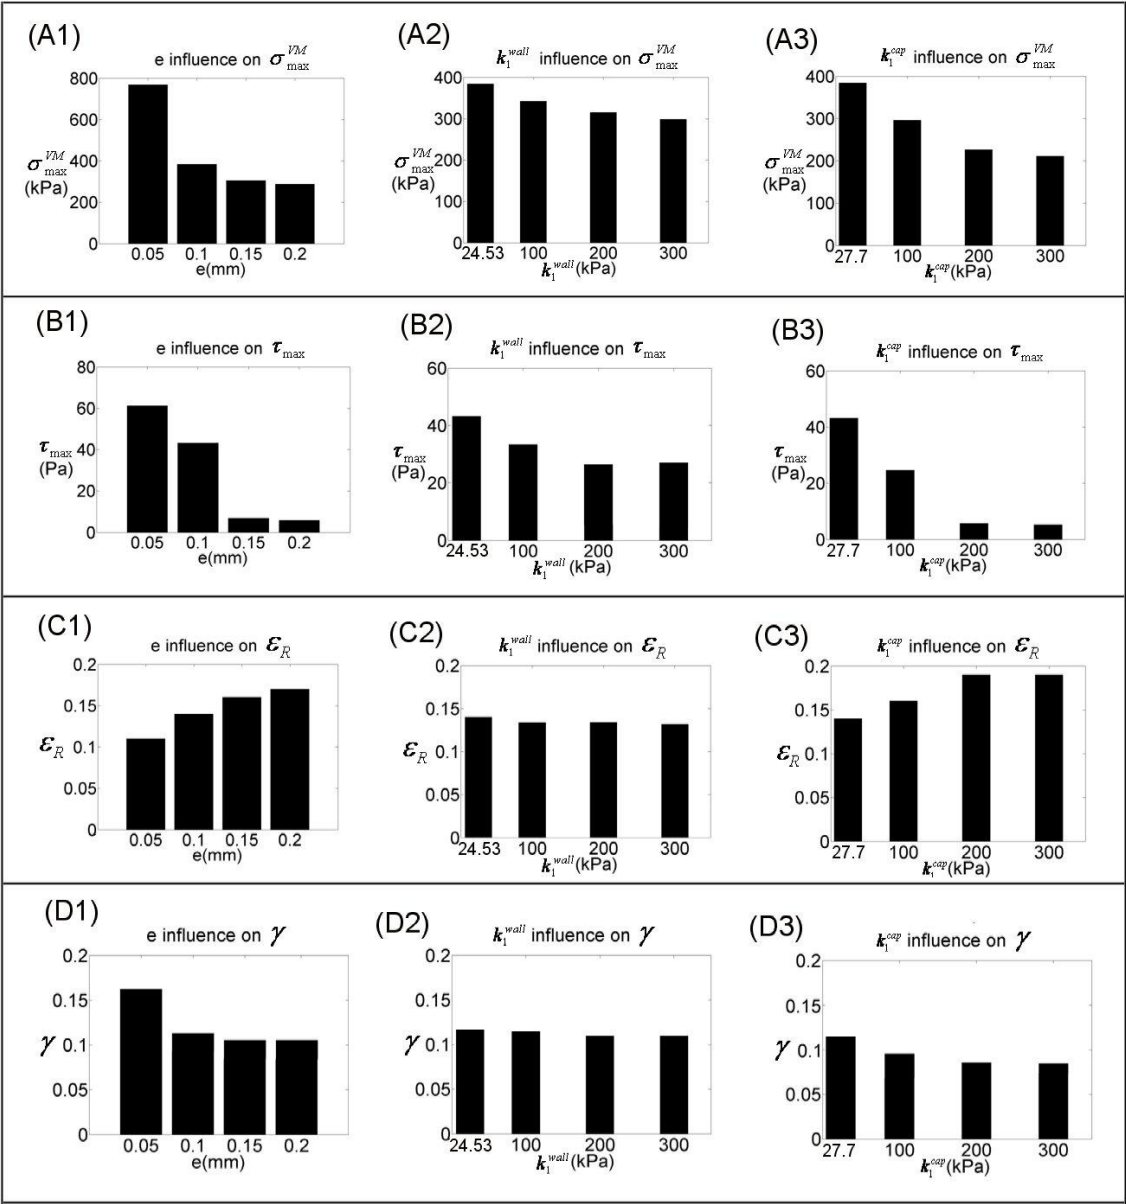 (A1)
e influence on σ_max^VM
800
600
400
200
0
σ_max^VM
(kPa)
0.05 0.1 0.15 0.2
e(mm)
(A2)
k_1^wall influence on σ_max^VM
400
300
200
100
0
σ_max^VM
(kPa)
24.53 100 200 300
k_1^wall(kPa)
(A3)
k_1^cap influence on σ_max^VM
400
300
200
100
0
σ_max^VM
(kPa)
27.7 100 200 300
k_1^cap(kPa)
(B1)
e influence on τ_max
80
60
40
20
0
τ_max
(Pa)
0.05 0.1 0.15 0.2
e(mm)
(B2)
k_1^wall influence on τ_max
60
40
20
0
τ_max
(Pa)
24.53 100 200 300
k_1^wall (kPa)
(B3)
k_1^cap influence on τ_max
60
40
20
0
τ_max
(Pa)
27.7 100 200 300
k_1^cap(kPa)
(C1)
e influence on ε_R
0.2
0.15
0.1
0.05
0
ε_R
0.05 0.1 0.15 0.2
e(mm)
(C2)
k_1^wall influence on ε_R
0.2
0.15
0.1
0.05
0
ε_R
24.53 100 200 300
k_1^wall(kPa)
(C3)
k_1^cap influence on ε_R
0.2
0.15
0.1
0.05
0
ε_R
27.7 100 200 300
k_1^cap(kPa)
(D1)
e influence on γ
0.2
0.15
0.1
0.05
0
γ
0.05 0.1 0.15 0.2
e(mm)
(D2)
k_1^wall influence on γ
0.2
0.15
0.1
0.05
0
γ
24.53 100 200 300
k_1^wall(kPa)
(D3)
k_1^cap influence on γ
0.2
0.15
0.1
0.05
0
γ
27.7 100 200 300
k_1^cap(kPa)